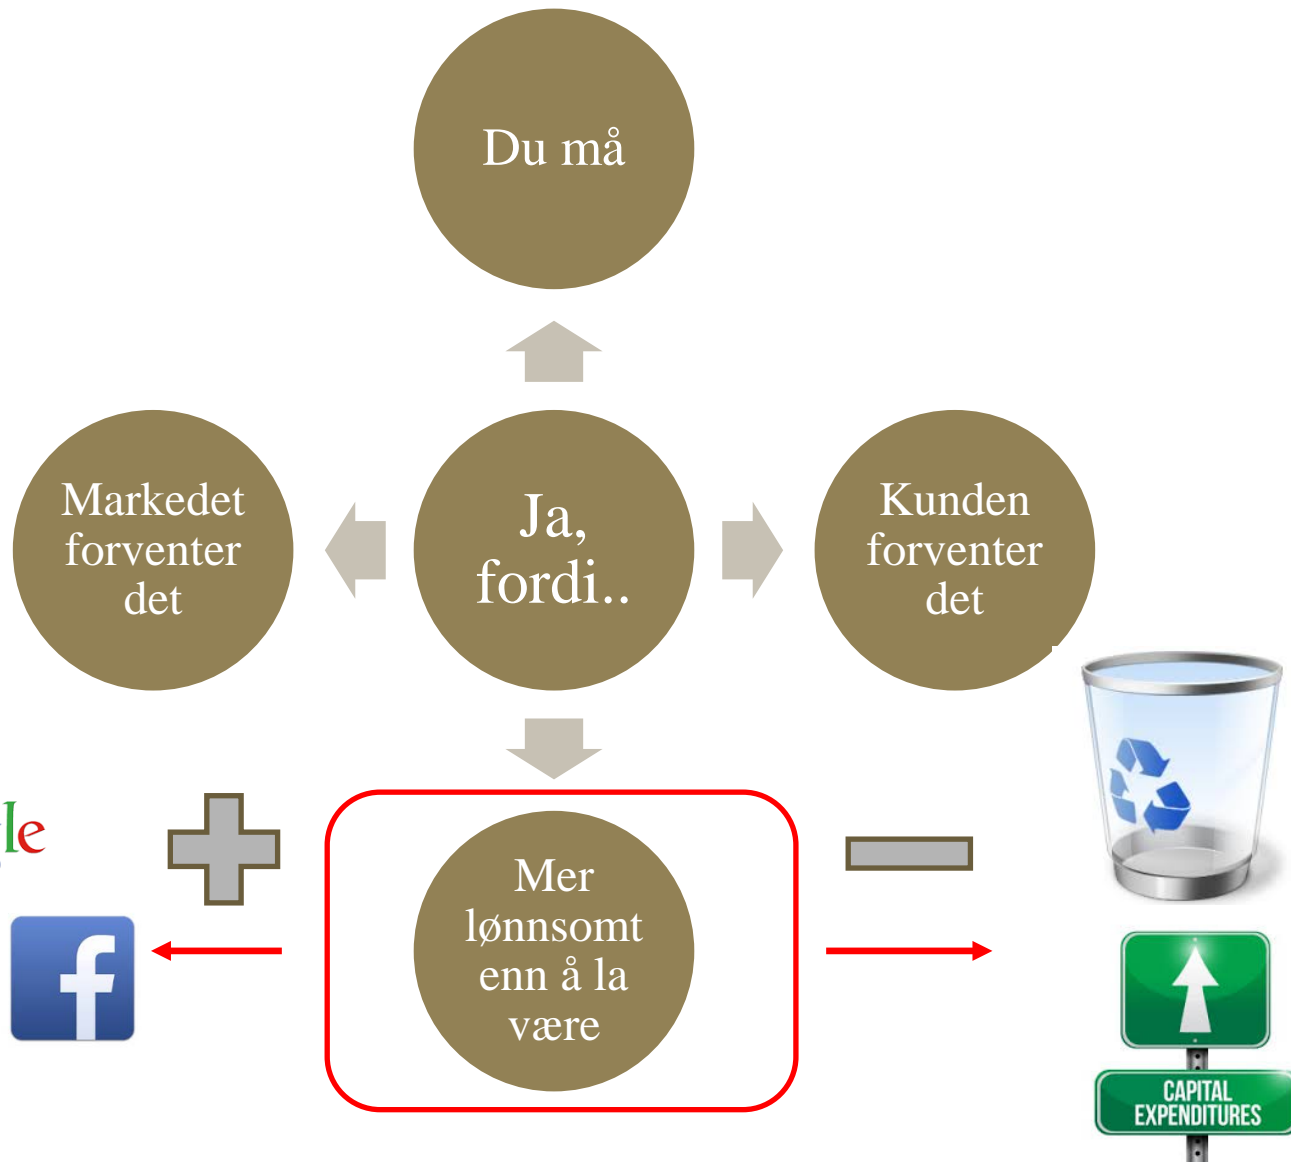 Du må
Markedet
forventer
det
Ja,
fordi..
Kunden
forventer
det
le
Mer
lønnsomt
enn å la
være
f
CAPITAL
EXPENDITURES